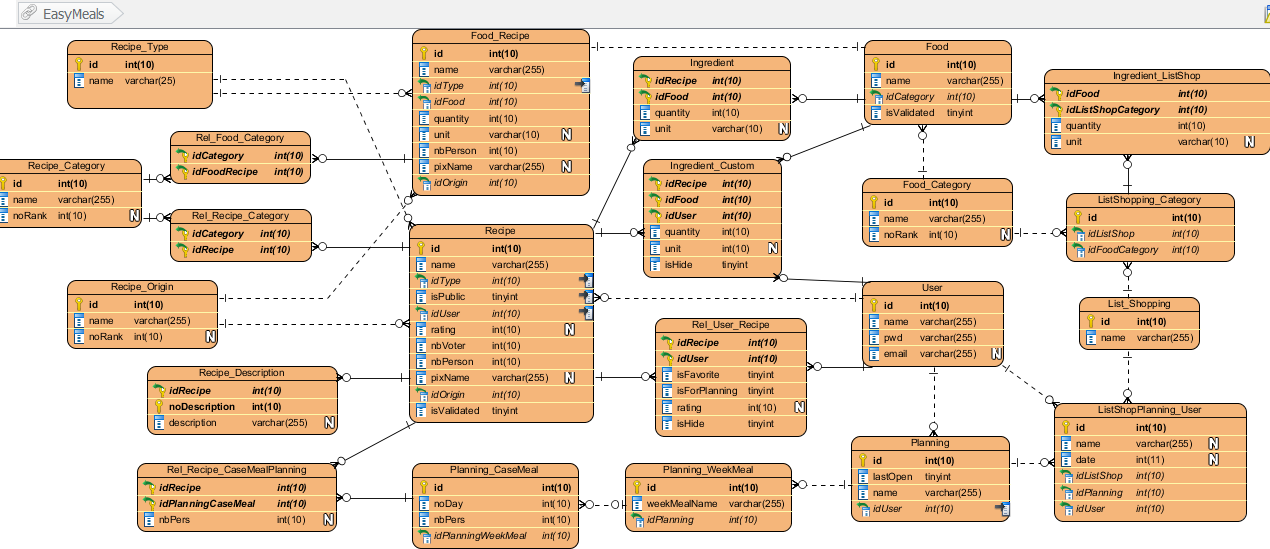 EasyMeals
Recipe_Type
id int(10)
name varchar(25)
Food_Recipe
id int(10)
name varchar(255)
idType int(10)
idFood int(10)
quantity int(10)
unit varchar(10) N
nbPerson int(10)
pixName varchar(255) N
idOrigin int(10)
Ingredient
idRecipe int(10)
idFood int(10)
quantity int(10)
unit varchar(10) N
Food
id int(10)
name varchar(255)
idCategory int(10)
isValidated tinyint
Ingredient_ListShop
idFood int(10)
idListShopCategory int(10)
quantity int(10)
unit varchar(10) N
Rel_Food_Category
idCategory int(10)
idFoodRecipe int(10)
Recipe_Category
id int(10)
name varchar(255)
noRank int(10) N
Rel_Recipe_Category
idCategory int(10)
idRecipe int(10)
Ingredient_Custom
idRecipe int(10)
idFood int(10)
idUser int(10)
quantity int(10)
unit int(10) N
isHide tinyint
Food_Category
id int(10)
name varchar(255)
noRank int(10) N
ListShopping_Category
id int(10)
idListShop int(10)
idFoodCategory int(10)
Recipe
id int(10)
name varchar(255)
idType int(10)
isPublic tinyint
idUser int(10)
rating int(10) N
nbVoter int(10)
nbPerson int(10)
pixName varchar(255) N
idOrigin int(10)
isValidated tinyint
Recipe_Origin
id int(10)
name varchar(255)
noRank int(10) N
User
id int(10)
name varchar(255)
pwd varchar(255)
email varchar(255) N
List_Shopping
id int(10)
name varchar(255)
Rel_User_Recipe
idRecipe int(10)
idUser int(10)
isFavorite tinyint
isForPlanning tinyint
rating int(10) N
isHide tinyint
Recipe_Description
idRecipe int(10)
noDescription int(10)
description varchar(255) N
ListShopPlanning_User
id int(10)
name varchar(255) N
date int(11) N
idListShop int(10)
idPlanning int(10)
idUser int(10)
Planning
id int(10)
lastOpen tinyint
name varchar(255)
idUser int(10)
Rel_Recipe_CaseMealPlanning
idRecipe int(10)
idPlanningCaseMeal int(10)
nbPers int(10) N
Planning_CaseMeal
id int(10)
noDay int(10)
nbPers int(10)
idPlanningWeekMeal int(10)
Planning_WeekMeal
id int(10)
weekMealName varchar(255)
idPlanning int(10)